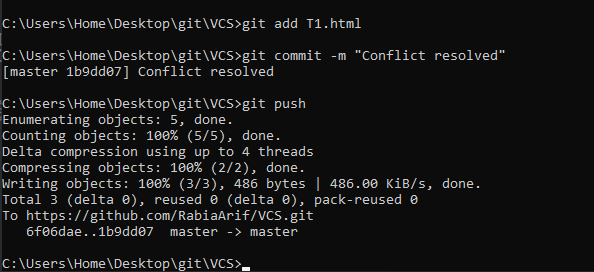 C:\Users\Home\Desktop\git\VCS>git add T1.html
C:\Users\Home\Desktop\git\VCS>git commit -m "Conflict resolved"
[master 1b9dd07] Conflict resolved
C:\Users\Home\Desktop\git\VCS>git push
Enumerating objects: 5, done.
Counting objects: 100% (5/5), done.
Delta compression using up to 4 threads
Compressing objects: 100% (2/2), done.
Writing objects: 100% (3/3), 486 bytes | 486.00 KiB/s, done.
Total 3 (delta 0), reused 0 (delta 0), pack-reused 0
To https://github.com/RabiaArif/VCS.git
   6f06dae..1b9dd07  master -> master
C:\Users\Home\Desktop\git\VCS>